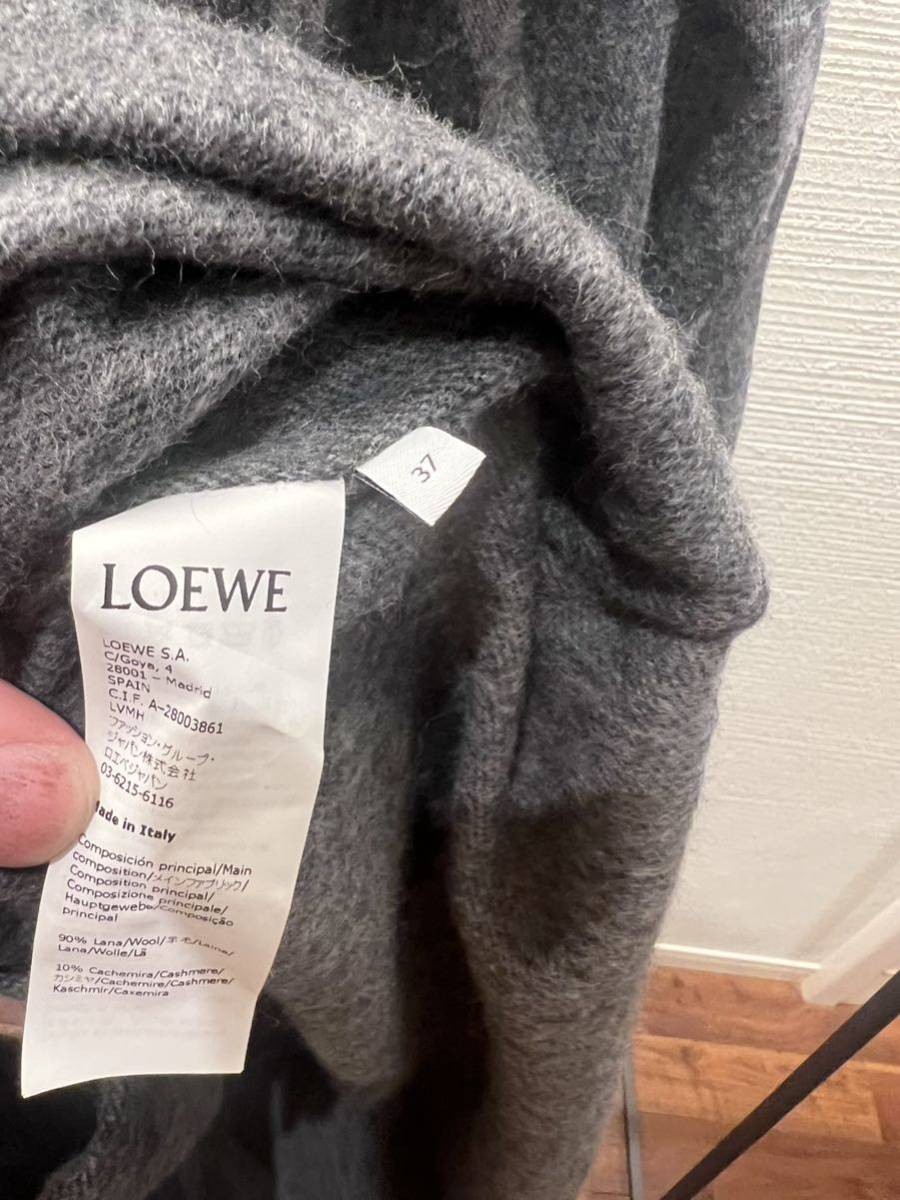 37
LOEWE
LOEWE S.A.
C/Goya, 4
28001 – Madrid
SPAIN
C.I.F. A-28003861
LVMH
ファッション・グループ・
ジャパン株式会社
ロエベジャパン
03-6215-6116
ade in Italy
Composición principal/Main
composition/メインファブリック/
Composition principal/
Composizione principale/
Hauptgewebe/Composição
principal
90% Lana/Wool/羊毛/Laine/
Lana/Wolle/Lã
10% Cachemira/Cashmere/
カシミヤ/Cachemire/Cashmere/
Kaschmir/Caxemira